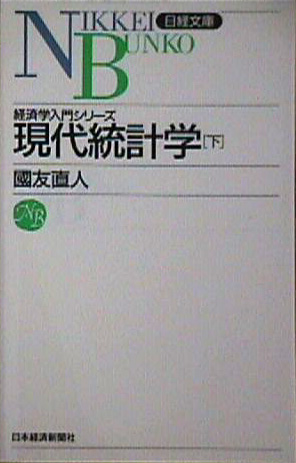 NIKKEI
BUNKO
日経文庫
経済学入門シリーズ
現代統計学[下]
國友直人
NB
日本経済新聞社